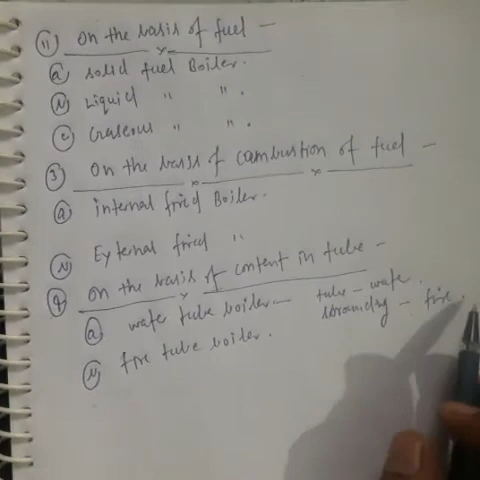 (11) On the basis of fuel —
(a) solid fuel Boiler.
(b) Liquid " ".
(c) Gaseous " ".
(3) On the basis of combustion of fuel —
(a) internal fired Boiler.
(b) External fired "
(4) on the basis of content in tube —
(a) water tube boiler — tube — water.
surrounding — fire.
(b) fire tube boiler.